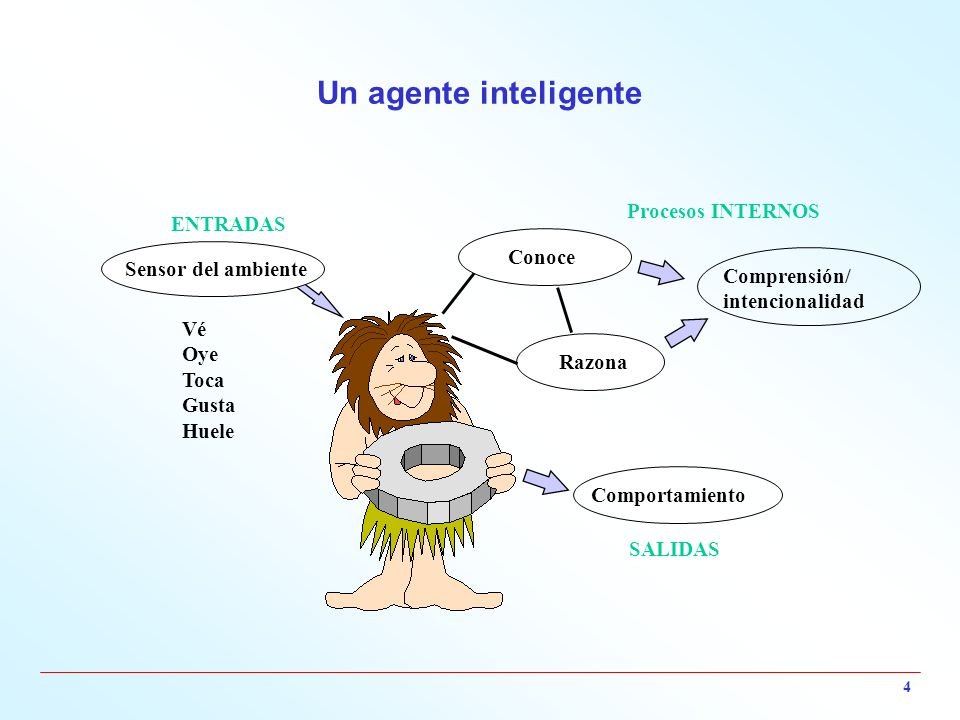 Un agente inteligente
ENTRADAS
Sensor del ambiente
Vé
Oye
Toca
Gusta
Huele
Procesos INTERNOS
Conoce
Razona
Comprensión/
intencionalidad
Comportamiento
SALIDAS
4